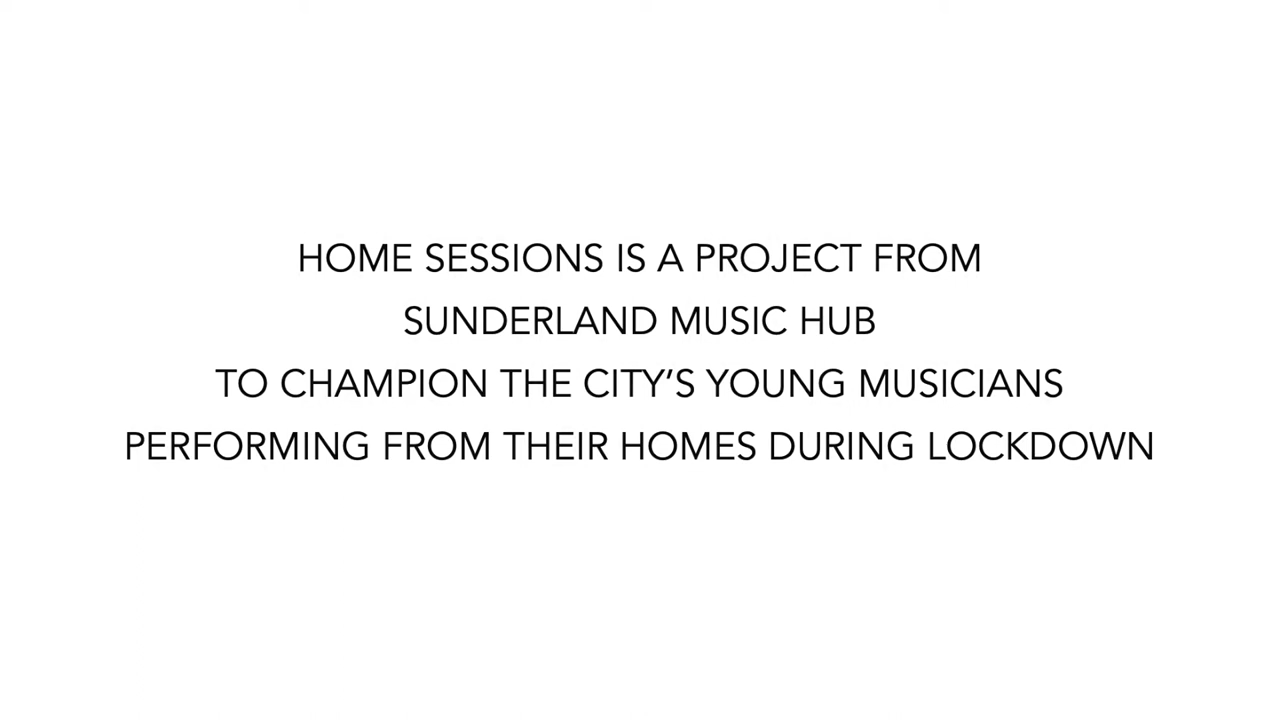 HOME SESSIONS IS A PROJECT FROM
SUNDERLAND MUSIC HUB
TO CHAMPION THE CITY’S YOUNG MUSICIANS
PERFORMING FROM THEIR HOMES DURING LOCKDOWN